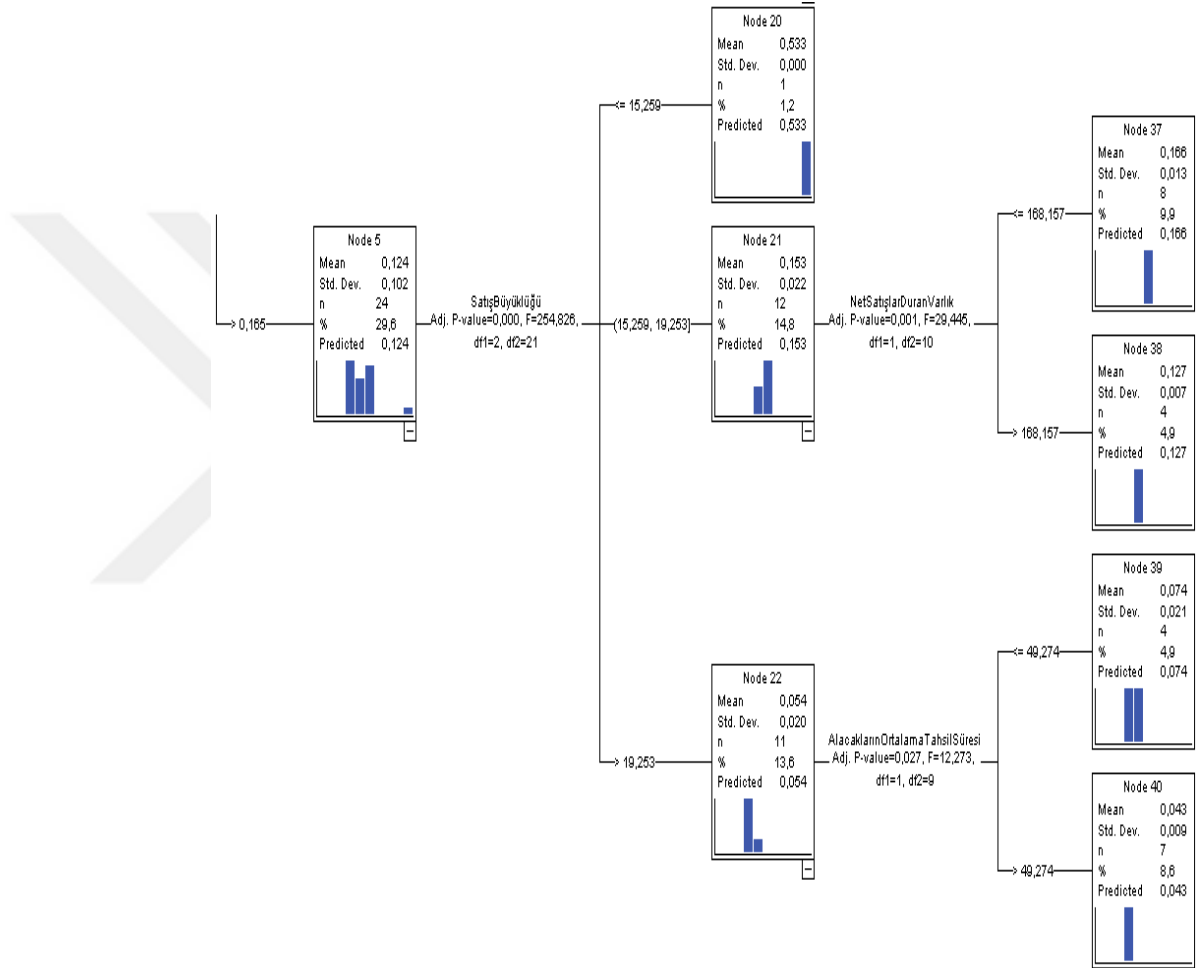 > 0,165
Node 5
Mean 0,124
Std. Dev. 0,102
n 24
% 29,6
Predicted 0,124
SatışBüyüklüğü
Adj. P-value=0,000, F=254,826,
df1=2, df2=21
<= 15,259
Node 20
Mean 0,533
Std. Dev. 0,000
n 1
% 1,2
Predicted 0,533
(15,259, 19,253]
Node 21
Mean 0,153
Std. Dev. 0,022
n 12
% 14,8
Predicted 0,153
NetSatışlarDuranVarlık
Adj. P-value=0,001, F=29,445,
df1=1, df2=10
<= 168,157
Node 37
Mean 0,166
Std. Dev. 0,013
n 8
% 9,9
Predicted 0,166
> 168,157
Node 38
Mean 0,127
Std. Dev. 0,007
n 4
% 4,9
Predicted 0,127
> 19,253
Node 22
Mean 0,054
Std. Dev. 0,020
n 11
% 13,6
Predicted 0,054
AlacaklarınOrtalamaTahsilSüresi
Adj. P-value=0,027, F=12,273,
df1=1, df2=9
<= 49,274
Node 39
Mean 0,074
Std. Dev. 0,021
n 4
% 4,9
Predicted 0,074
> 49,274
Node 40
Mean 0,043
Std. Dev. 0,009
n 7
% 8,6
Predicted 0,043